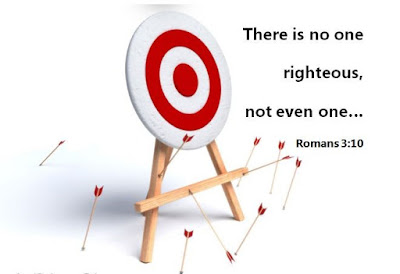 There is no one
righteous,
not even one...
Romans 3:10